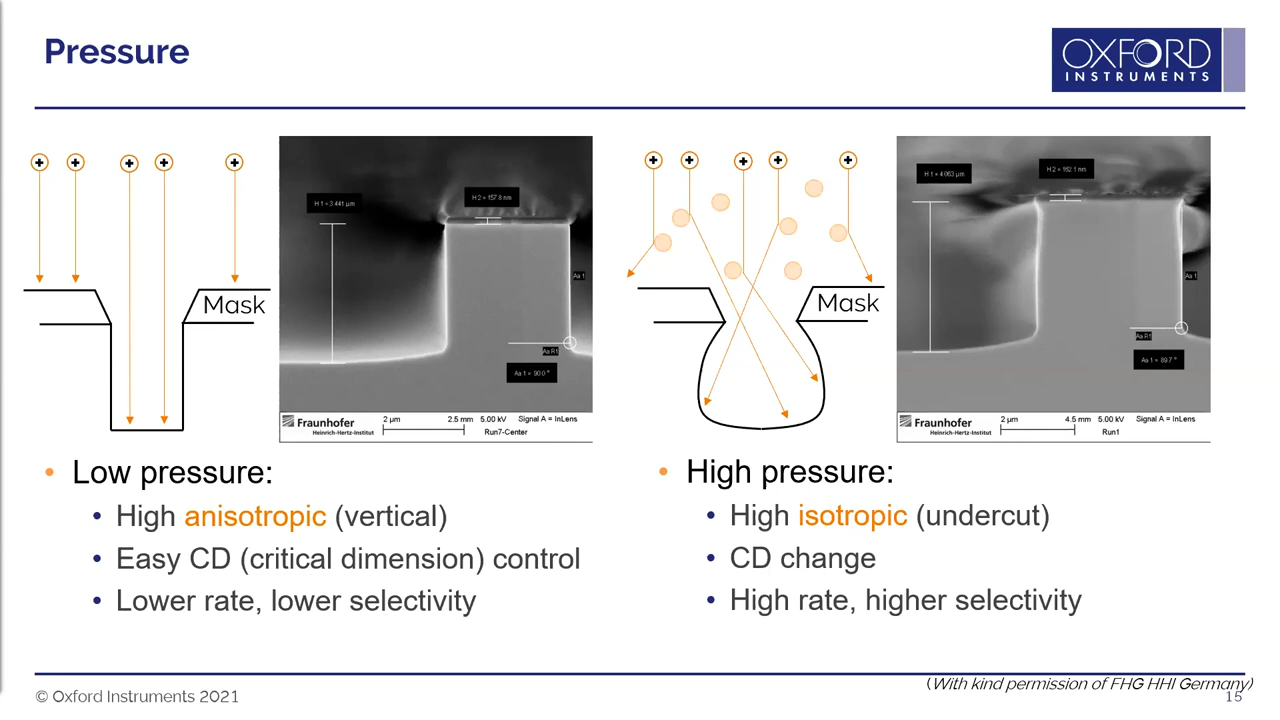 Pressure
OXFORD
INSTRUMENTS
Mask
H 1 = 3.441 µm
H 2 = 157.8 nm
Aa 1
Aa R1
Aa 1 = 90.0 °
Fraunhofer
Heinrich-Hertz-Institut
2 µm
2.5 mm
5.00 kV
Signal A = InLens
Run7-Center
Mask
H 1 = 4.063 µm
H 2 = 162.1 nm
Aa 1
Aa R1
Aa 1 = 89.7 °
Fraunhofer
Heinrich-Hertz-Institut
2 µm
4.5 mm
5.00 kV
Signal A = InLens
Run1
• Low pressure:
• High anisotropic (vertical)
• Easy CD (critical dimension) control
• Lower rate, lower selectivity
• High pressure:
• High isotropic (undercut)
• CD change
• High rate, higher selectivity
(With kind permission of FHG HHI Germany)
© Oxford Instruments 2021
15